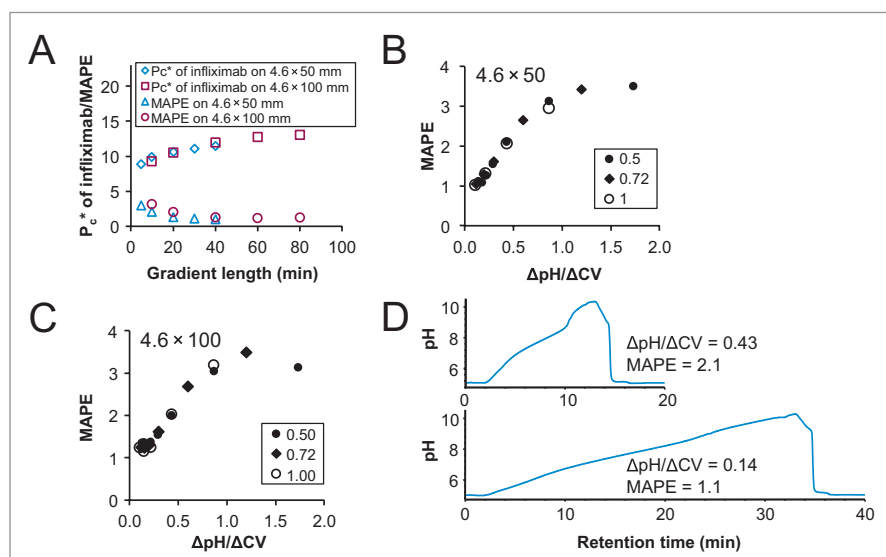 A
Pc* of infliximab on 4.6 × 50 mm
Pc* of infliximab on 4.6 × 100 mm
MAPE on 4.6 × 50 mm
MAPE on 4.6 × 100 mm
Pc* of infliximab/MAPE
20
15
10
5
0
0 20 40 60 80 100
Gradient length (min)
B
4.6 × 50
MAPE
4
3
2
1
0
0.5
0.72
1
0.0 0.5 1.0 1.5 2.0
ΔpH/ΔCV
C
4.6 × 100
MAPE
4
3
2
1
0
0.50
0.72
1.00
0.0 0.5 1.0 1.5 2.0
ΔpH/ΔCV
D
pH
10
8
6
ΔpH/ΔCV = 0.43
MAPE = 2.1
0 10 20
pH
10
8
6
ΔpH/ΔCV = 0.14
MAPE = 1.1
0 10 20 30 40
Retention time (min)